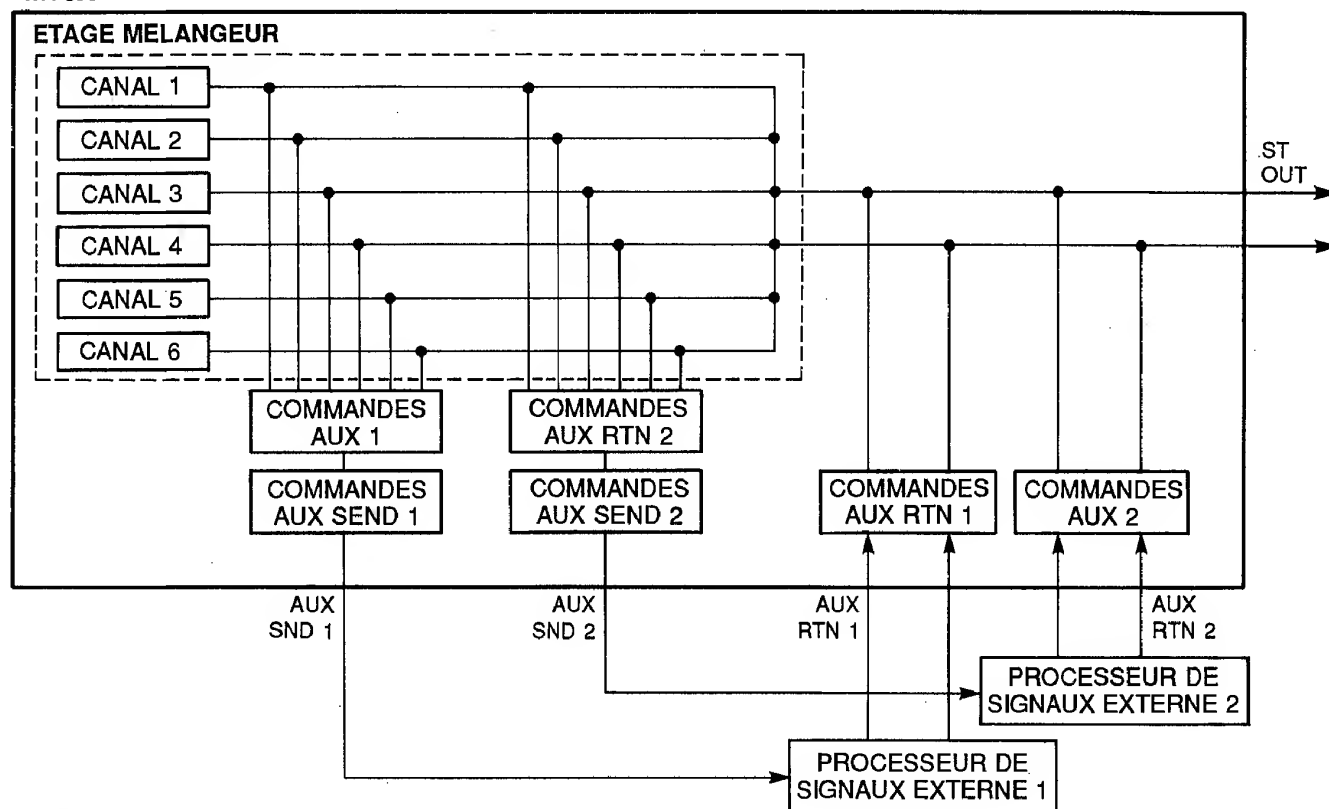 ETAGE MELANGEUR
CANAL 1
CANAL 2
CANAL 3
CANAL 4
CANAL 5
CANAL 6
ST
OUT
COMMANDES
AUX 1
COMMANDES
AUX RTN 2
COMMANDES
AUX SEND 1
COMMANDES
AUX SEND 2
COMMANDES
AUX RTN 1
COMMANDES
AUX 2
AUX
SND 1
AUX
SND 2
AUX
RTN 1
AUX
RTN 2
PROCESSEUR DE
SIGNAUX EXTERNE 2
PROCESSEUR DE
SIGNAUX EXTERNE 1